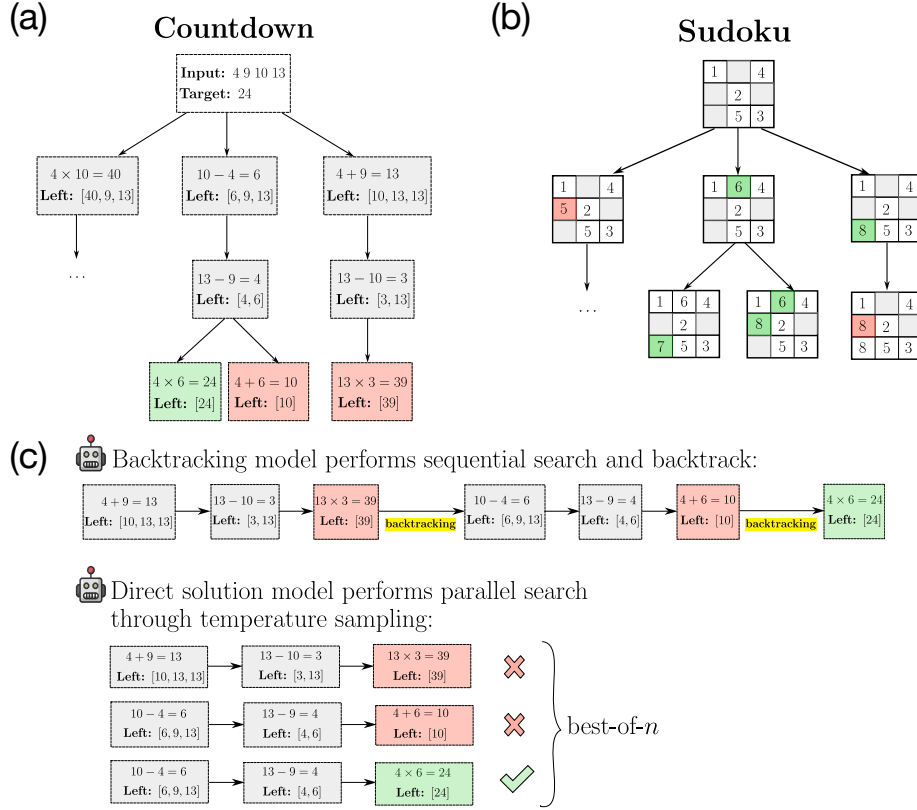 (a)
Countdown
Input: 4 9 10 13
Target: 24
4 × 10 = 40
Left: [40, 9, 13]
10 − 4 = 6
Left: [6, 9, 13]
4 + 9 = 13
Left: [10, 13, 13]
...
13 − 9 = 4
Left: [4, 6]
13 − 10 = 3
Left: [3, 13]
4 × 6 = 24
Left: [24]
4 + 6 = 10
Left: [10]
13 × 3 = 39
Left: [39]
(b)
Sudoku
1 4
2
5 3
1 4
5 2
5 3
1 6 4
2
5 3
1 4
2
8 5 3
...
1 6 4
2
7 5 3
1 6 4
8 2
5 3
1 4
8 2
8 5 3
(c)
Backtracking model performs sequential search and backtrack:
4 + 9 = 13
Left: [10, 13, 13]
13 − 10 = 3
Left: [3, 13]
13 × 3 = 39
Left: [39]
backtracking
10 − 4 = 6
Left: [6, 9, 13]
13 − 9 = 4
Left: [4, 6]
4 + 6 = 10
Left: [10]
backtracking
4 × 6 = 24
Left: [24]
Direct solution model performs parallel search
through temperature sampling:
4 + 9 = 13
Left: [10, 13, 13]
13 − 10 = 3
Left: [3, 13]
13 × 3 = 39
Left: [39]
10 − 4 = 6
Left: [6, 9, 13]
13 − 9 = 4
Left: [4, 6]
4 + 6 = 10
Left: [10]
10 − 4 = 6
Left: [6, 9, 13]
13 − 9 = 4
Left: [4, 6]
4 × 6 = 24
Left: [24]
best-of-n